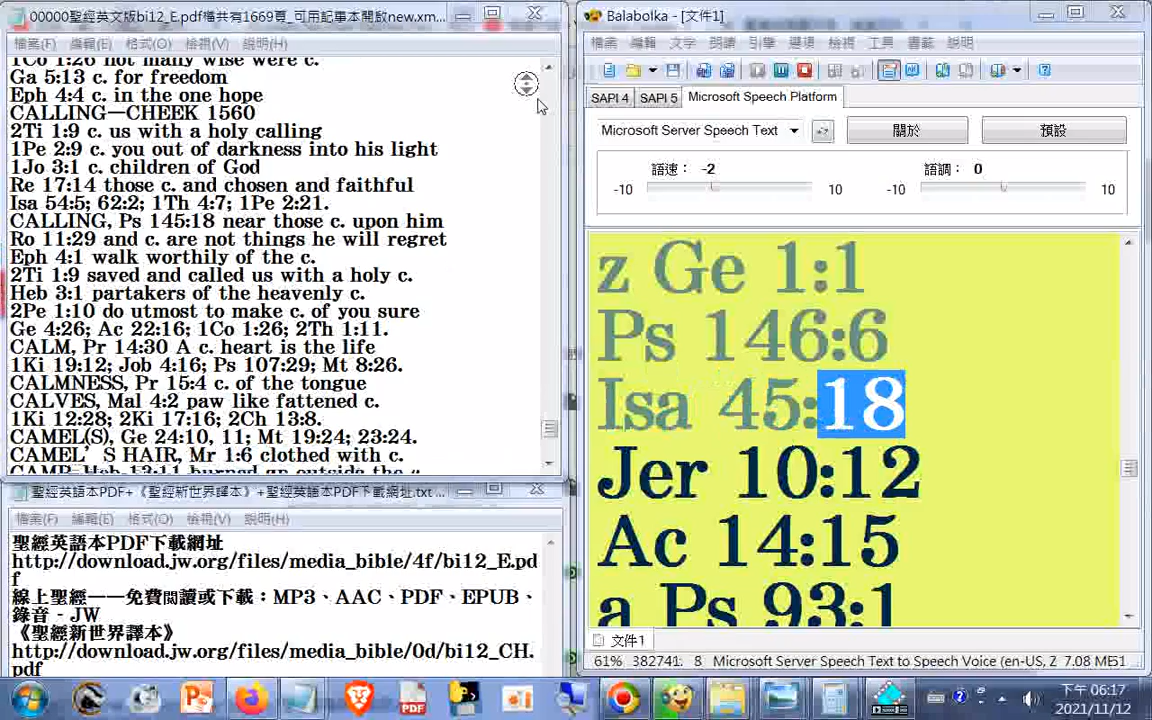 00000聖經英文版bi12_E.pdf檔共有1669頁_可用記事本開啟new.xm...
檔案(F) 編輯(E) 格式(O) 檢視(V) 說明(H)
1Co 1:26 not many wise were c.
Ga 5:13 c. for freedom
Eph 4:4 c. in the one hope
CALLING—CHEEK 1560
2Ti 1:9 c. us with a holy calling
1Pe 2:9 c. you out of darkness into his light
1Jo 3:1 c. children of God
Re 17:14 those c. and chosen and faithful
Isa 54:5; 62:2; 1Th 4:7; 1Pe 2:21.
CALLING, Ps 145:18 near those c. upon him
Ro 11:29 and c. are not things he will regret
Eph 4:1 walk worthily of the c.
2Ti 1:9 saved and called us with a holy c.
Heb 3:1 partakers of the heavenly c.
2Pe 1:10 do utmost to make c. of you sure
Ge 4:26; Ac 22:16; 1Co 1:26; 2Th 1:11.
CALM, Pr 14:30 A c. heart is the life
1Ki 19:12; Job 4:16; Ps 107:29; Mt 8:26.
CALMNESS, Pr 15:4 c. of the tongue
CALVES, Mal 4:2 paw like fattened c.
1Ki 12:28; 2Ki 17:16; 2Ch 13:8.
CAMEL(S), Ge 24:10, 11; Mt 19:24; 23:24.
CAMEL’S HAIR, Mr 1:6 clothed with c.
CAMP, Heb 13:11 burned up outside the c.
聖經英語本PDF+《聖經新世界譯本》+聖經英語本PDF下載網址.txt ...
檔案(F) 編輯(E) 格式(O) 檢視(V) 說明(H)
聖經英語本PDF下載網址
http://download.jw.org/files/media_bible/4f/bi12_E.pd
f
線上聖經——免費閱讀或下載：MP3、AAC、PDF、EPUB、
錄音 - JW
《聖經新世界譯本》
http://download.jw.org/files/media_bible/0d/bi12_CH.
pdf
Balabolka - [文件1]
檔案 編輯 文字 朗讀 引擎 選項 檢視 工具 書籤 說明
SAPI 4 SAPI 5 Microsoft Speech Platform
Microsoft Server Speech Text 關於 預設
語速： -2 語調： 0
-10 10 -10 10
z Ge 1:1
Ps 146:6
Isa 45:18
Jer 10:12
Ac 14:15
a Ps 93:1
文件1
61% 382741. 8 Microsoft Server Speech Text to Speech Voice (en-US, Z 7.08 ME51
PDF
下午 06:17
2021/11/12